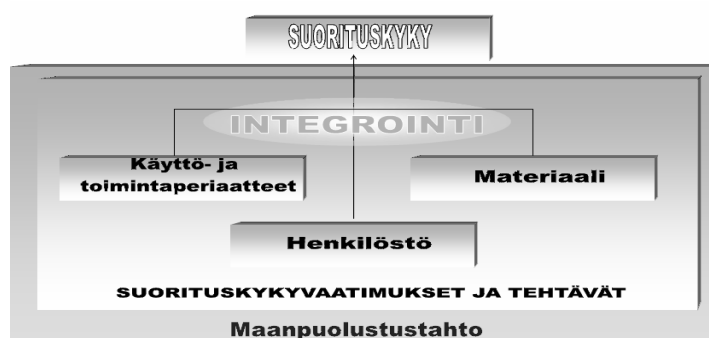 SUORITUSKYKY
INTEGROINTI
Käyttö- ja
toimintaperiaatteet
Materiaali
Henkilöstö
SUORITUSKYKYVAATIMUKSET JA TEHTÄVÄT
Maanpuolustustahto